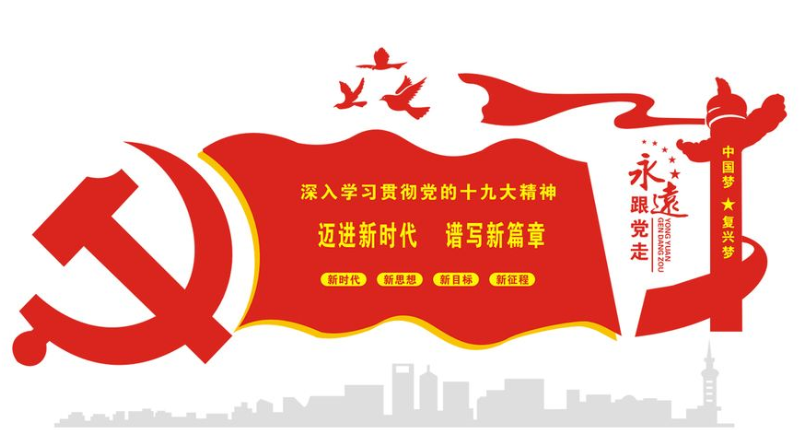 深入学习贯彻党的十九大精神
迈进新时代 谱写新篇章
新时代 新思想 新目标 新征程
永遠
跟党走
YONG YUAN
GEN DANG ZOU
中国梦★复兴梦